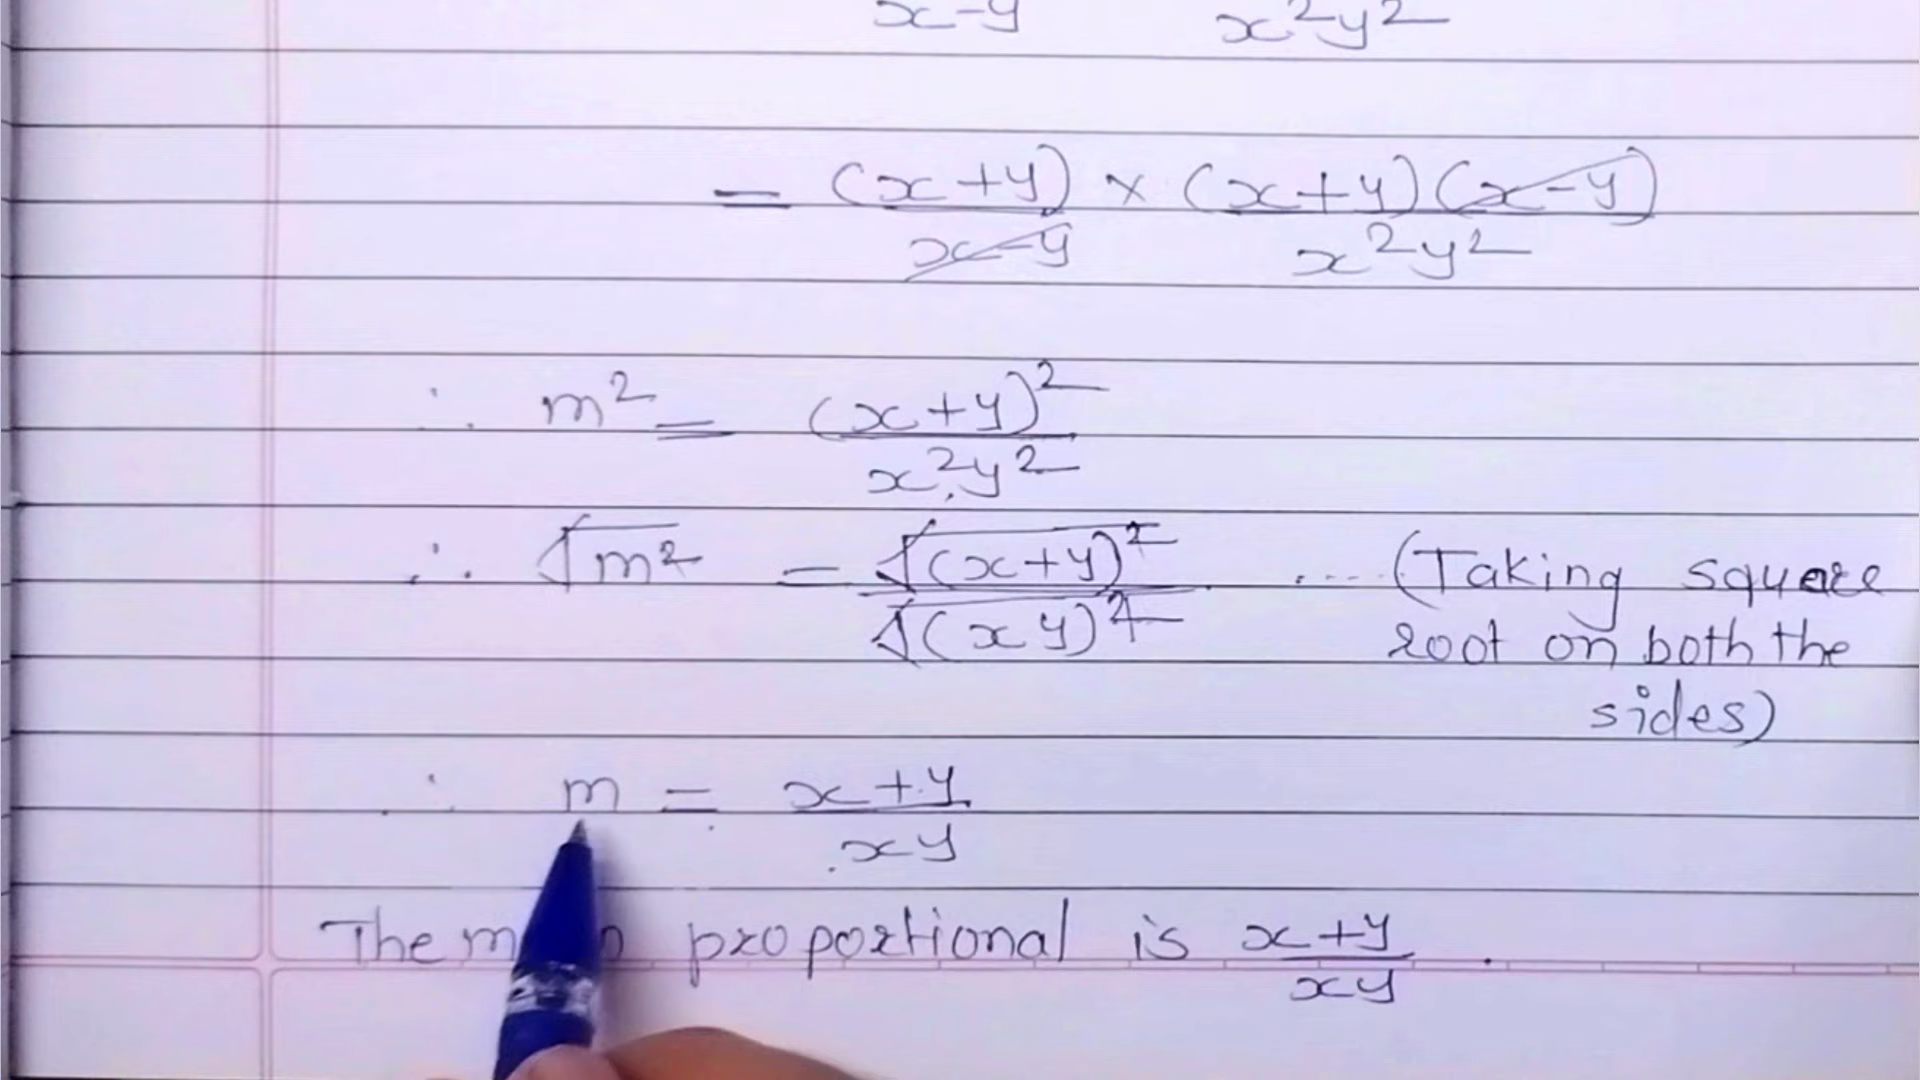 x-y x²y²
= (x+y)/(x-y) × (x+y)(x-y)/x²y²
∴ m² = (x+y)²/x²y²
∴ √m² = √(x+y)²/√(xy)² .... (Taking square
root on both the
sides)
∴ m = x+y/xy
The proportional is x+y/xy .